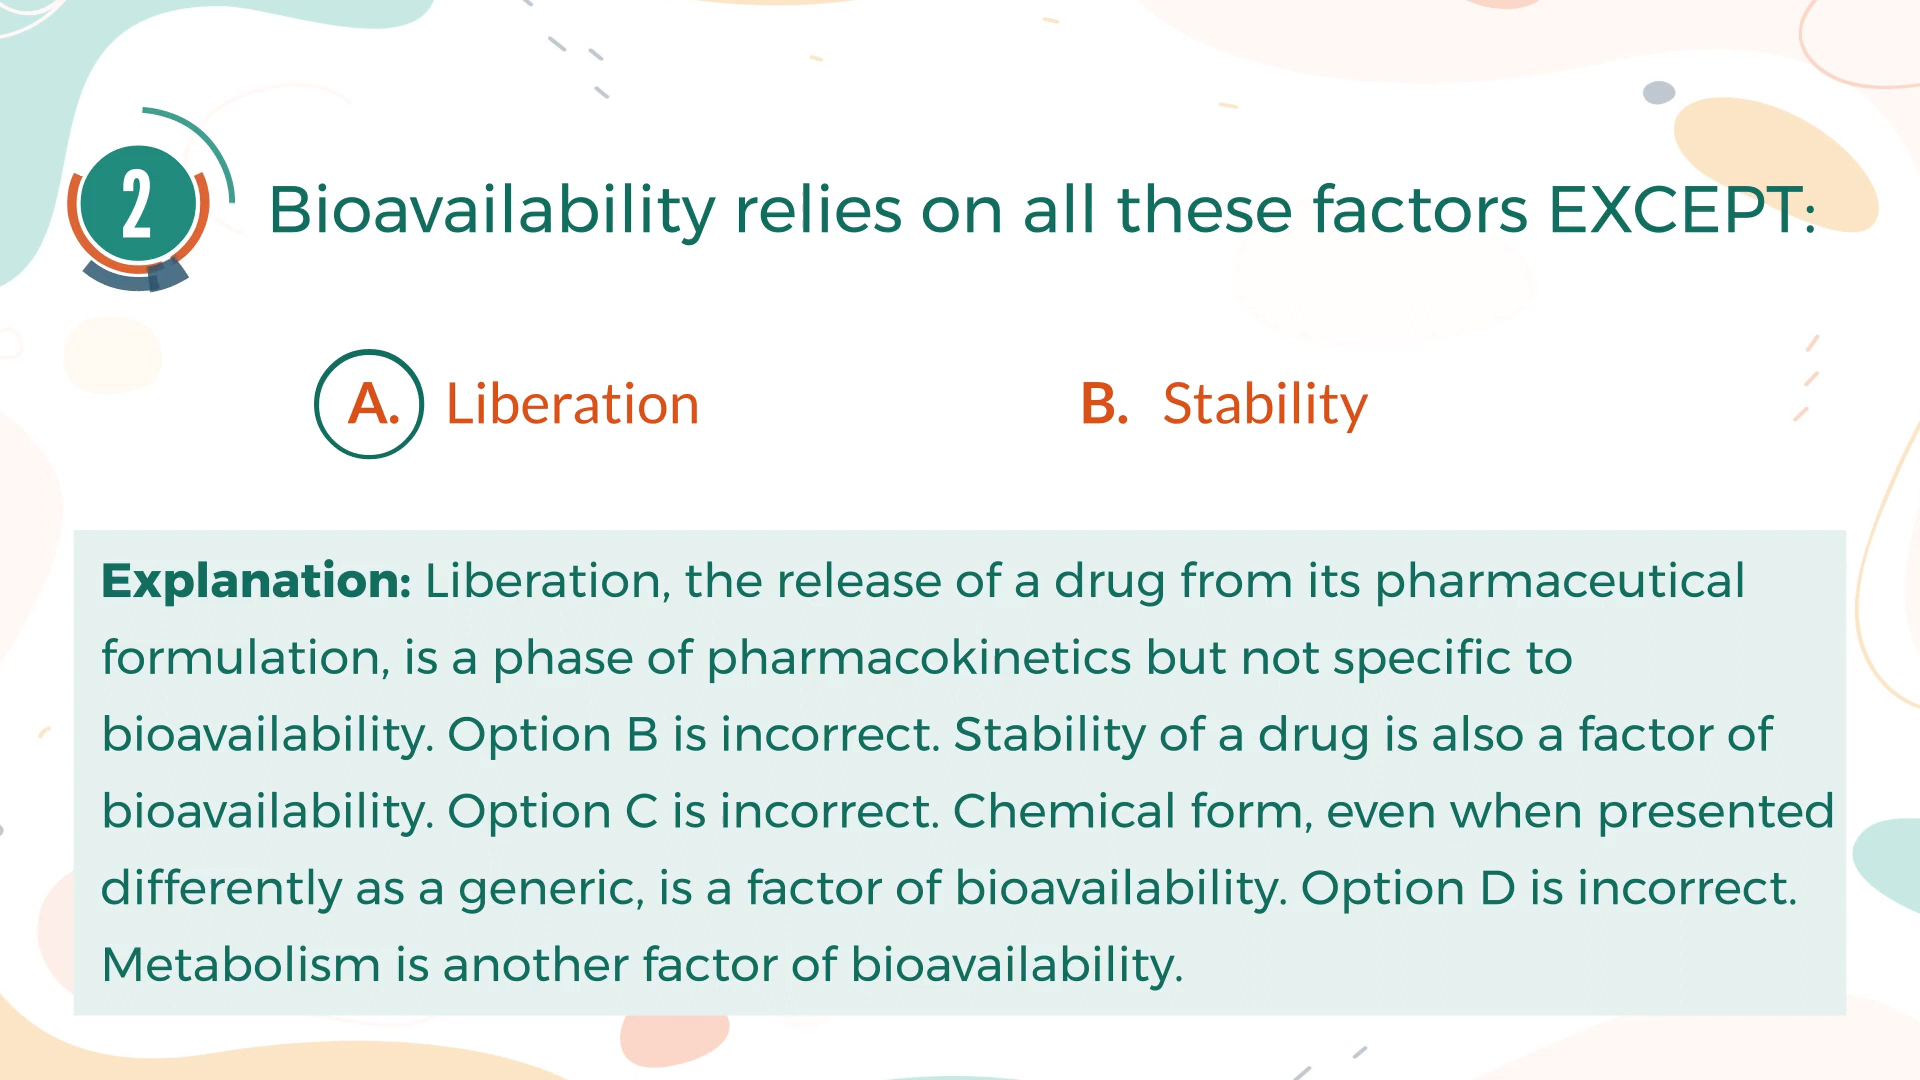 2
Bioavailability relies on all these factors EXCEPT:
A. Liberation
B. Stability
Explanation: Liberation, the release of a drug from its pharmaceutical
formulation, is a phase of pharmacokinetics but not specific to
bioavailability. Option B is incorrect. Stability of a drug is also a factor of
bioavailability. Option C is incorrect. Chemical form, even when presented
differently as a generic, is a factor of bioavailability. Option D is incorrect.
Metabolism is another factor of bioavailability.